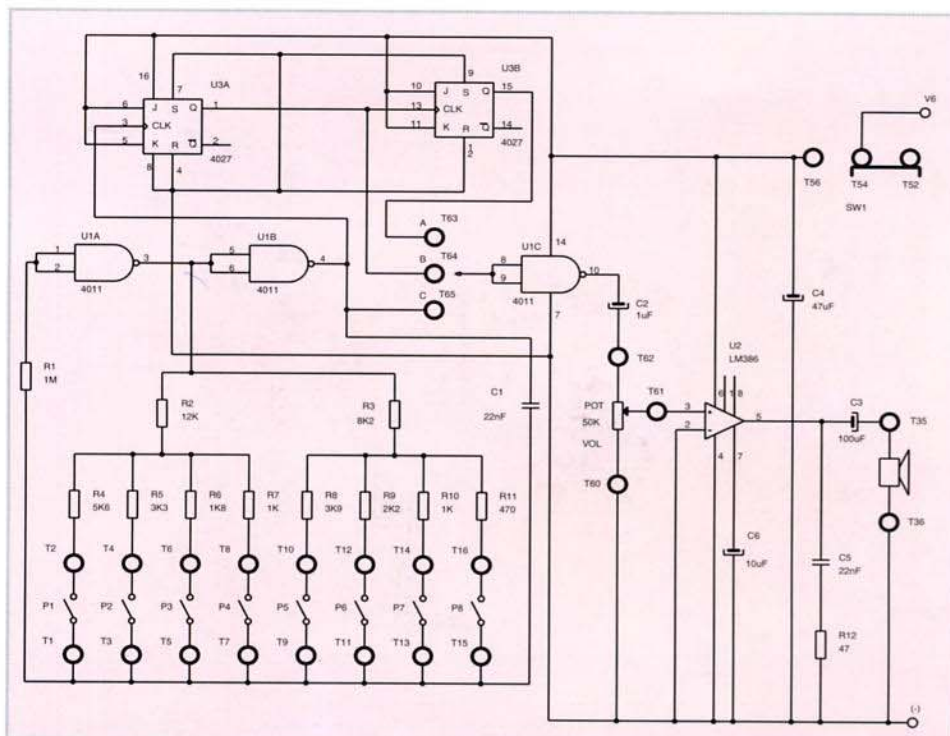 9
16
7
U3A
U3B
15
6
J S Q
1
10
J S Q
3
CLK
13
CLK
5
K R Q
2
11
K R Q
14
8
4
4027
1
2
4027
V6
T56
T54
T52
SW1
A
T63
U1A
U1B
U1C
14
1
2
3
5
6
4
B
T64
8
9
10
4011
4011
C
T65
4011
7
C2
1uF
C4
47uF
R1
1M
R2
12K
R3
8K2
C1
22nF
T62
U2
LM386
POT
50K
VOL
T61
6
1
8
3
+
2
-
5
4
7
C3
100uF
T35
R4
5K6
R5
3K3
R6
1K8
R7
1K
R8
3K9
R9
2K2
R10
1K
R11
470
T60
T36
T2
T4
T6
T8
T10
T12
T14
T16
C6
10uF
C5
22nF
P1
P2
P3
P4
P5
P6
P7
P8
T1
T3
T5
T7
T9
T11
T13
T15
R12
47
(-)